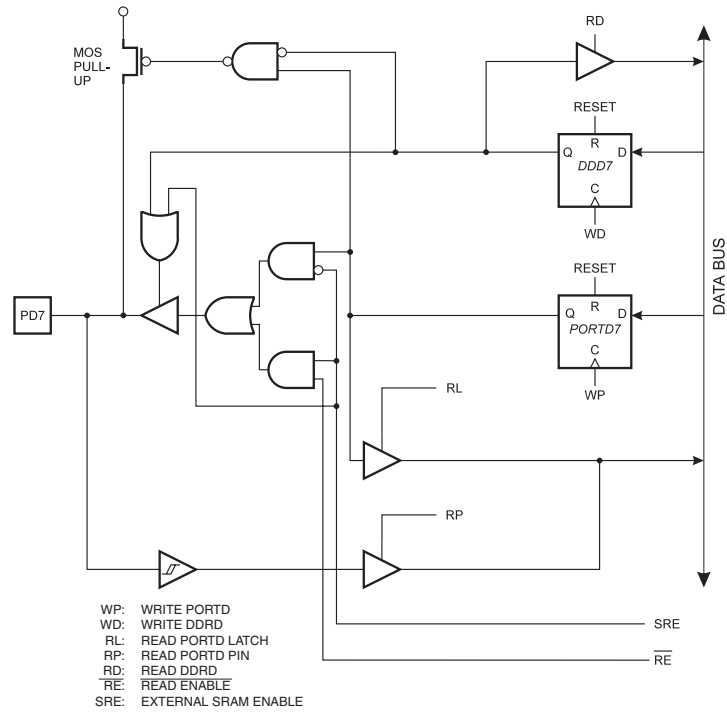 RD
MOS
PULL-
UP
RESET
R
Q
D
DDD7
C
WD
RESET
R
PD7
Q
D
PORTD7
C
WP
DATA BUS
RL
RP
WP: WRITE PORTD
WD: WRITE DDRD
RL: READ PORTD LATCH
RP: READ PORTD PIN
RD: READ DDRD
RE: READ ENABLE
SRE: EXTERNAL SRAM ENABLE
SRE
RE